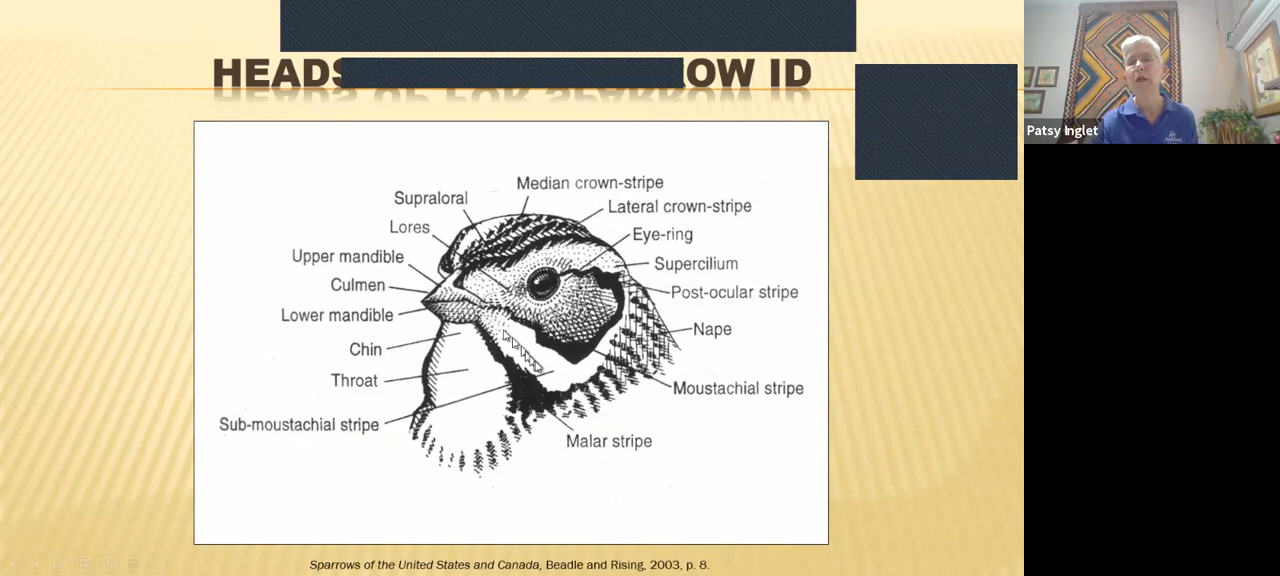 HEADS OW ID
Patsy Inglet
Median crown-stripe
Supraloral
Lateral crown-stripe
Lores
Eye-ring
Upper mandible
Supercilium
Culmen
Post-ocular stripe
Lower mandible
Nape
Chin
Throat
Moustachial stripe
Sub-moustachial stripe
Malar stripe
Sparrows of the United States and Canada, Beadle and Rising, 2003, p. 8.